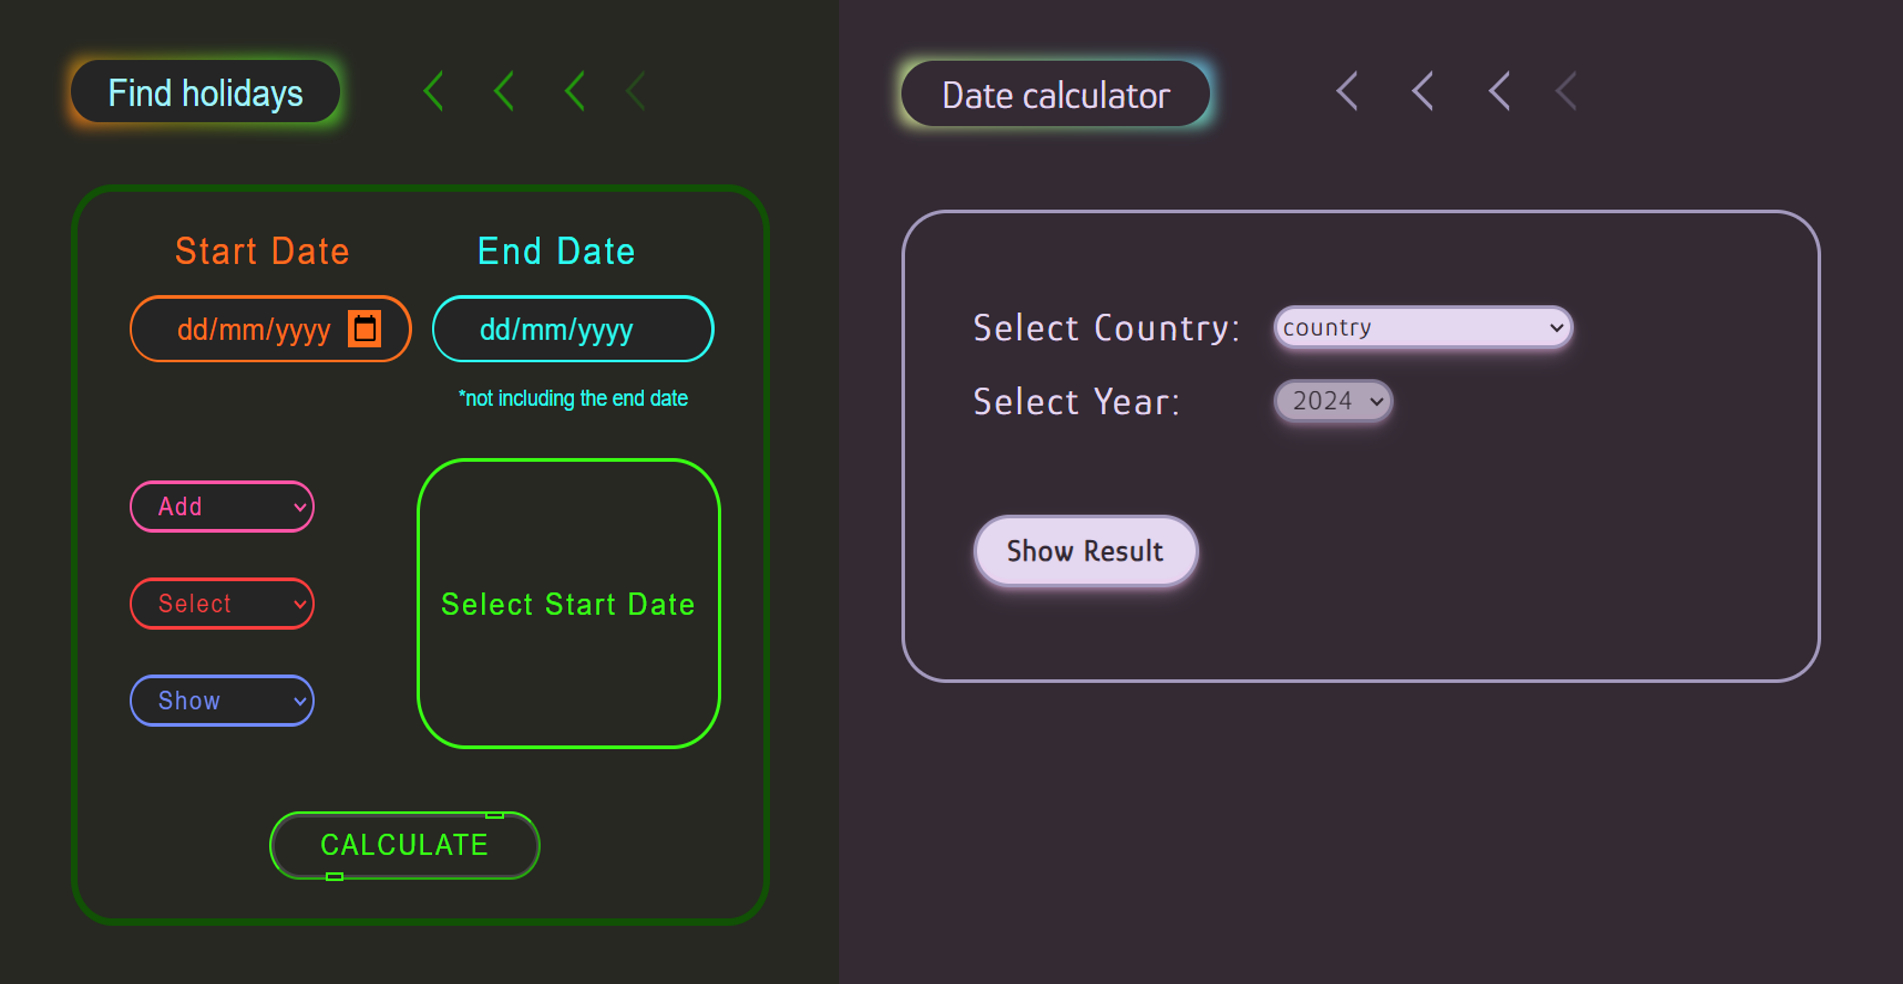 Find holidays
Start Date
End Date
dd/mm/yyyy
dd/mm/yyyy
*not including the end date
Add
Select
Show
Select Start Date
CALCULATE
Date calculator
Select Country:
country
Select Year:
2024
Show Result